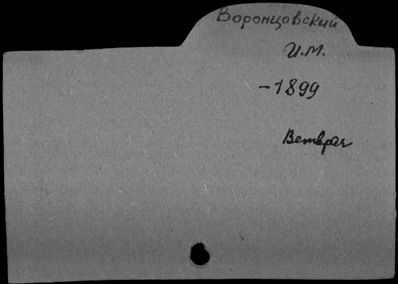 Воронцовский
И.М.
-1899
Ветврач